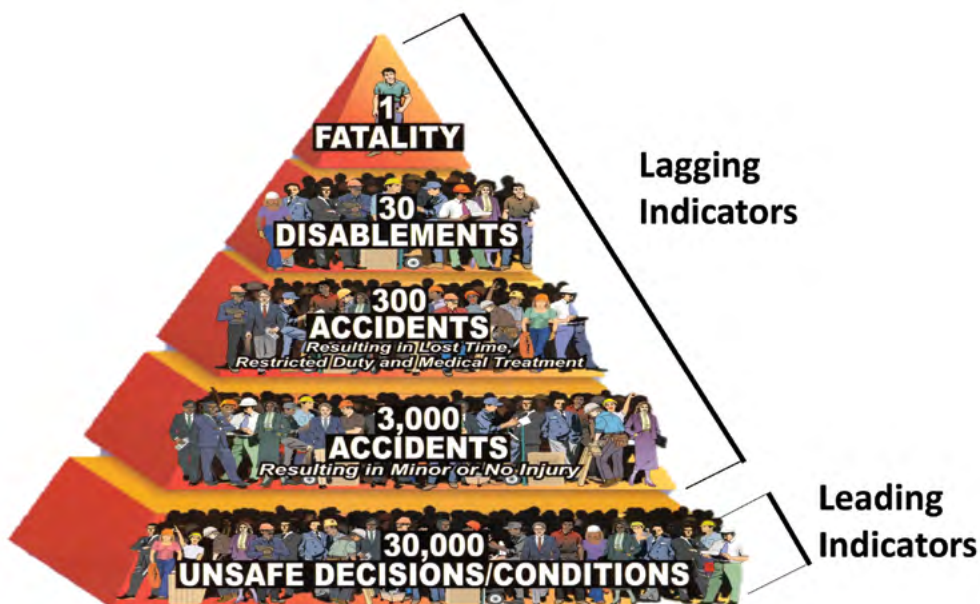 1
FATALITY
30
DISABLEMENTS
300
ACCIDENTS
Resulting in Lost Time,
Restricted Duty and Medical Treatment
3,000
ACCIDENTS
Resulting in Minor or No Injury
30,000
UNSAFE DECISIONS/CONDITIONS
Lagging
Indicators
Leading
Indicators